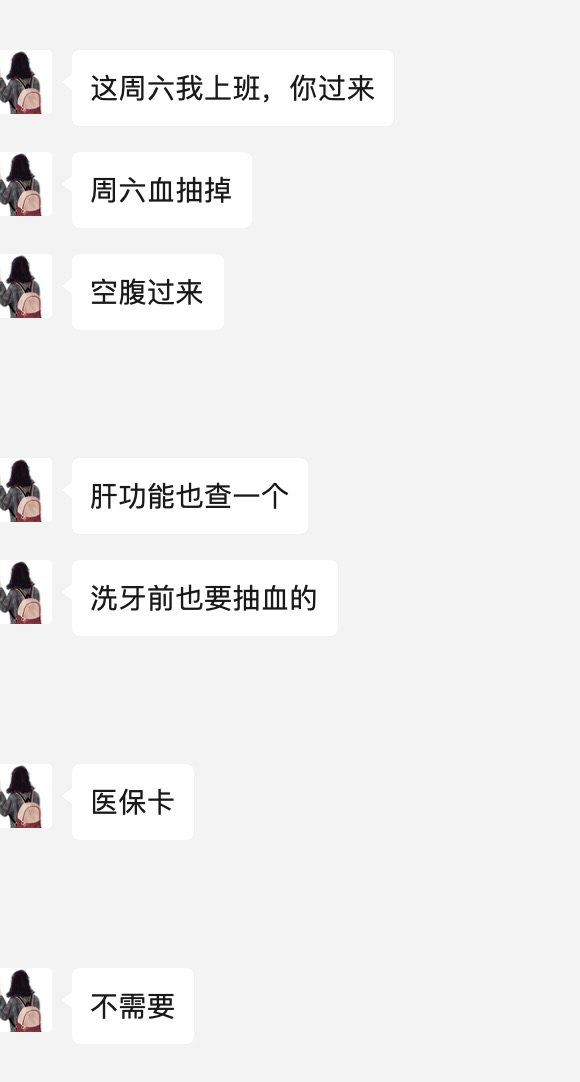 这周六我上班，你过来
周六血抽掉
空腹过来
肝功能也查一个
洗牙前也要抽血的
医保卡
不需要